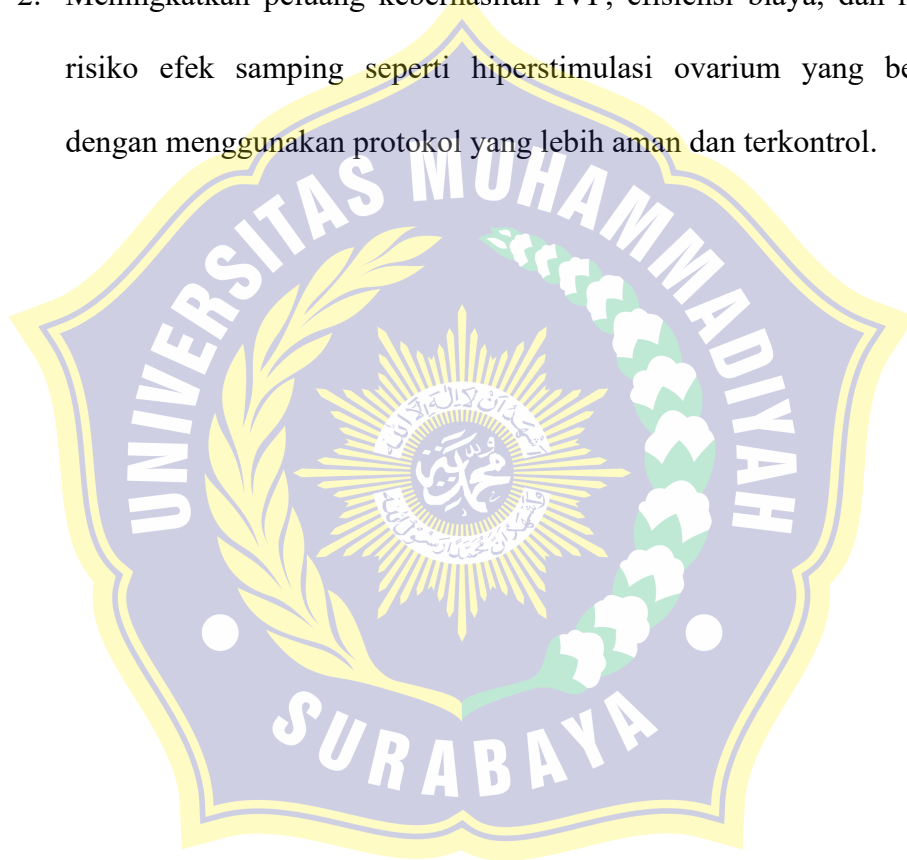 2. Meningkatkan peluang keberhasilan IVF, efisiensi biaya, dan
risiko efek samping seperti hiperstimulasi ovarium yang
dengan menggunakan protokol yang lebih aman dan terkontrol.
UNIVERSITAS MUHAMMADIYAH
SURABAYA